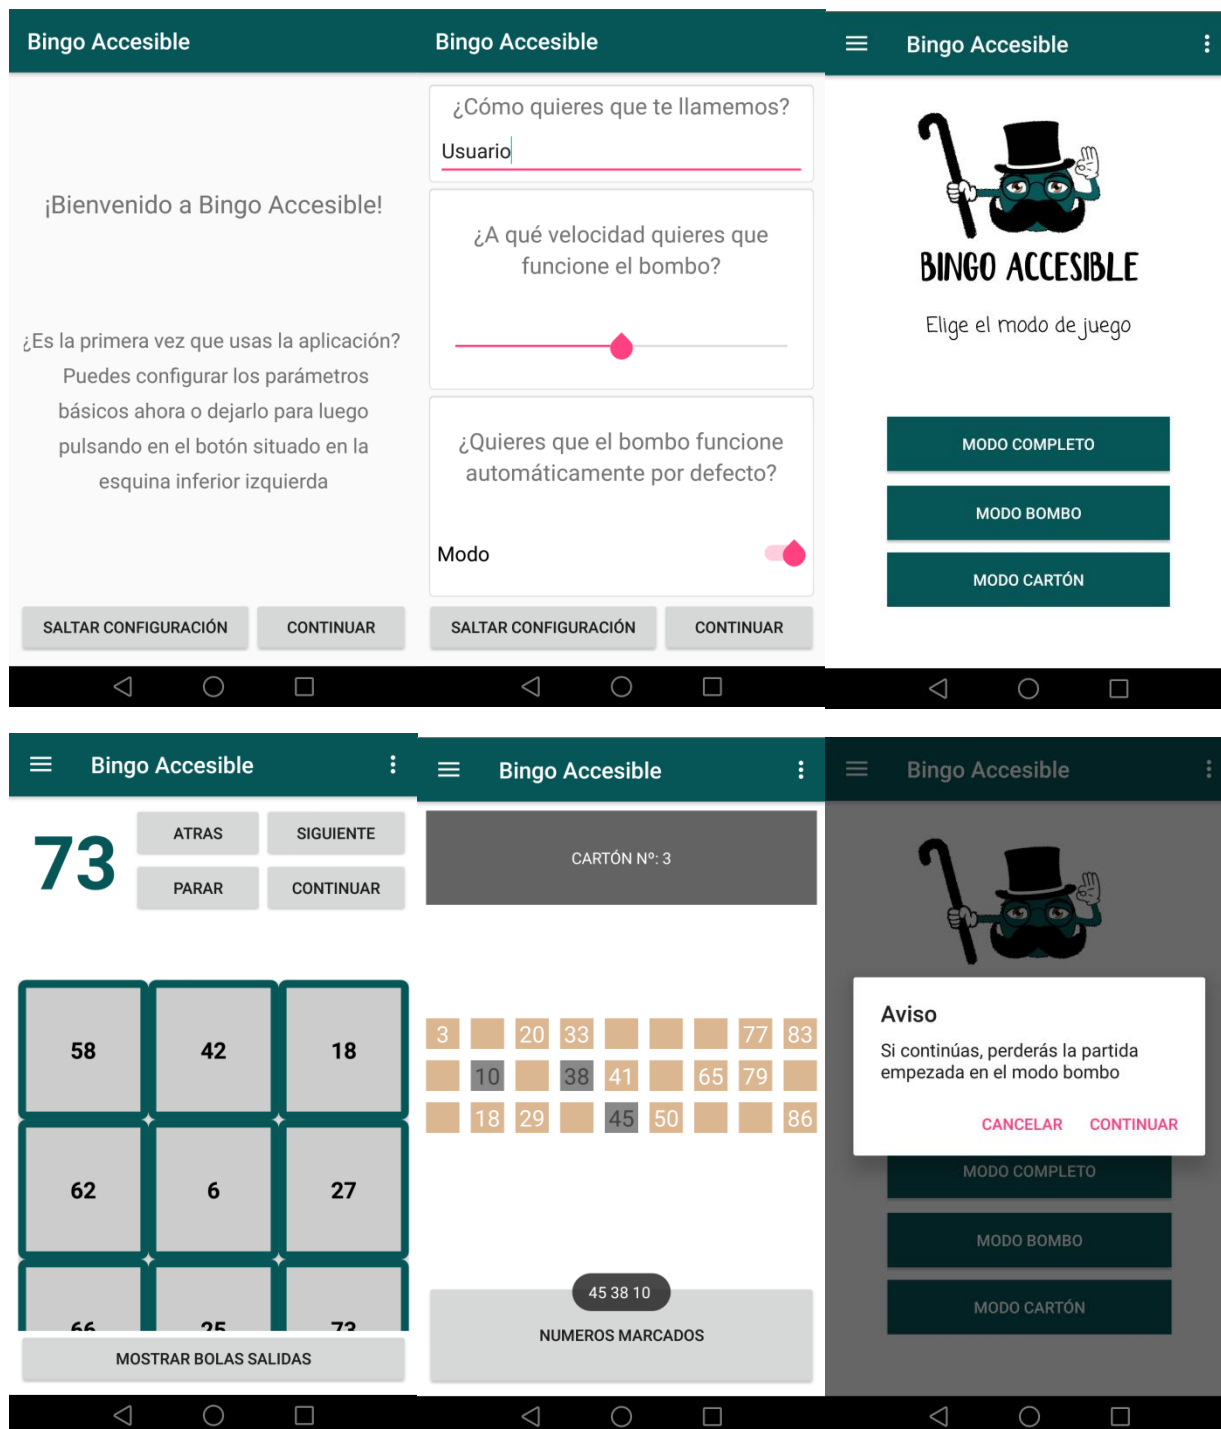 Bingo Accesible
¡Bienvenido a Bingo Accesible!
¿Es la primera vez que usas la aplicación?
Puedes configurar los parámetros
básicos ahora o dejarlo para luego
pulsando en el botón situado en la
esquina inferior izquierda
SALTAR CONFIGURACIÓN
CONTINUAR
Bingo Accesible
¿Cómo quieres que te llamemos?
Usuario
¿A qué velocidad quieres que
funcione el bombo?
¿Quieres que el bombo funcione
automáticamente por defecto?
Modo
SALTAR CONFIGURACIÓN
CONTINUAR
Bingo Accesible
BINGO ACCESIBLE
Elige el modo de juego
MODO COMPLETO
MODO BOMBO
MODO CARTÓN
Bingo Accesible
73
ATRAS
SIGUIENTE
PARAR
CONTINUAR
58 42 18
62 6 27
66 25 73
MOSTRAR BOLAS SALIDAS
Bingo Accesible
CARTÓN Nº: 3
3 20 33 77 83
10 38 41 65 79
18 29 45 50 86
45 38 10
NUMEROS MARCADOS
Bingo Accesible
Aviso
Si continúas, perderás la partida
empezada en el modo bombo
CANCELAR
CONTINUAR
MODO COMPLETO
MODO BOMBO
MODO CARTÓN